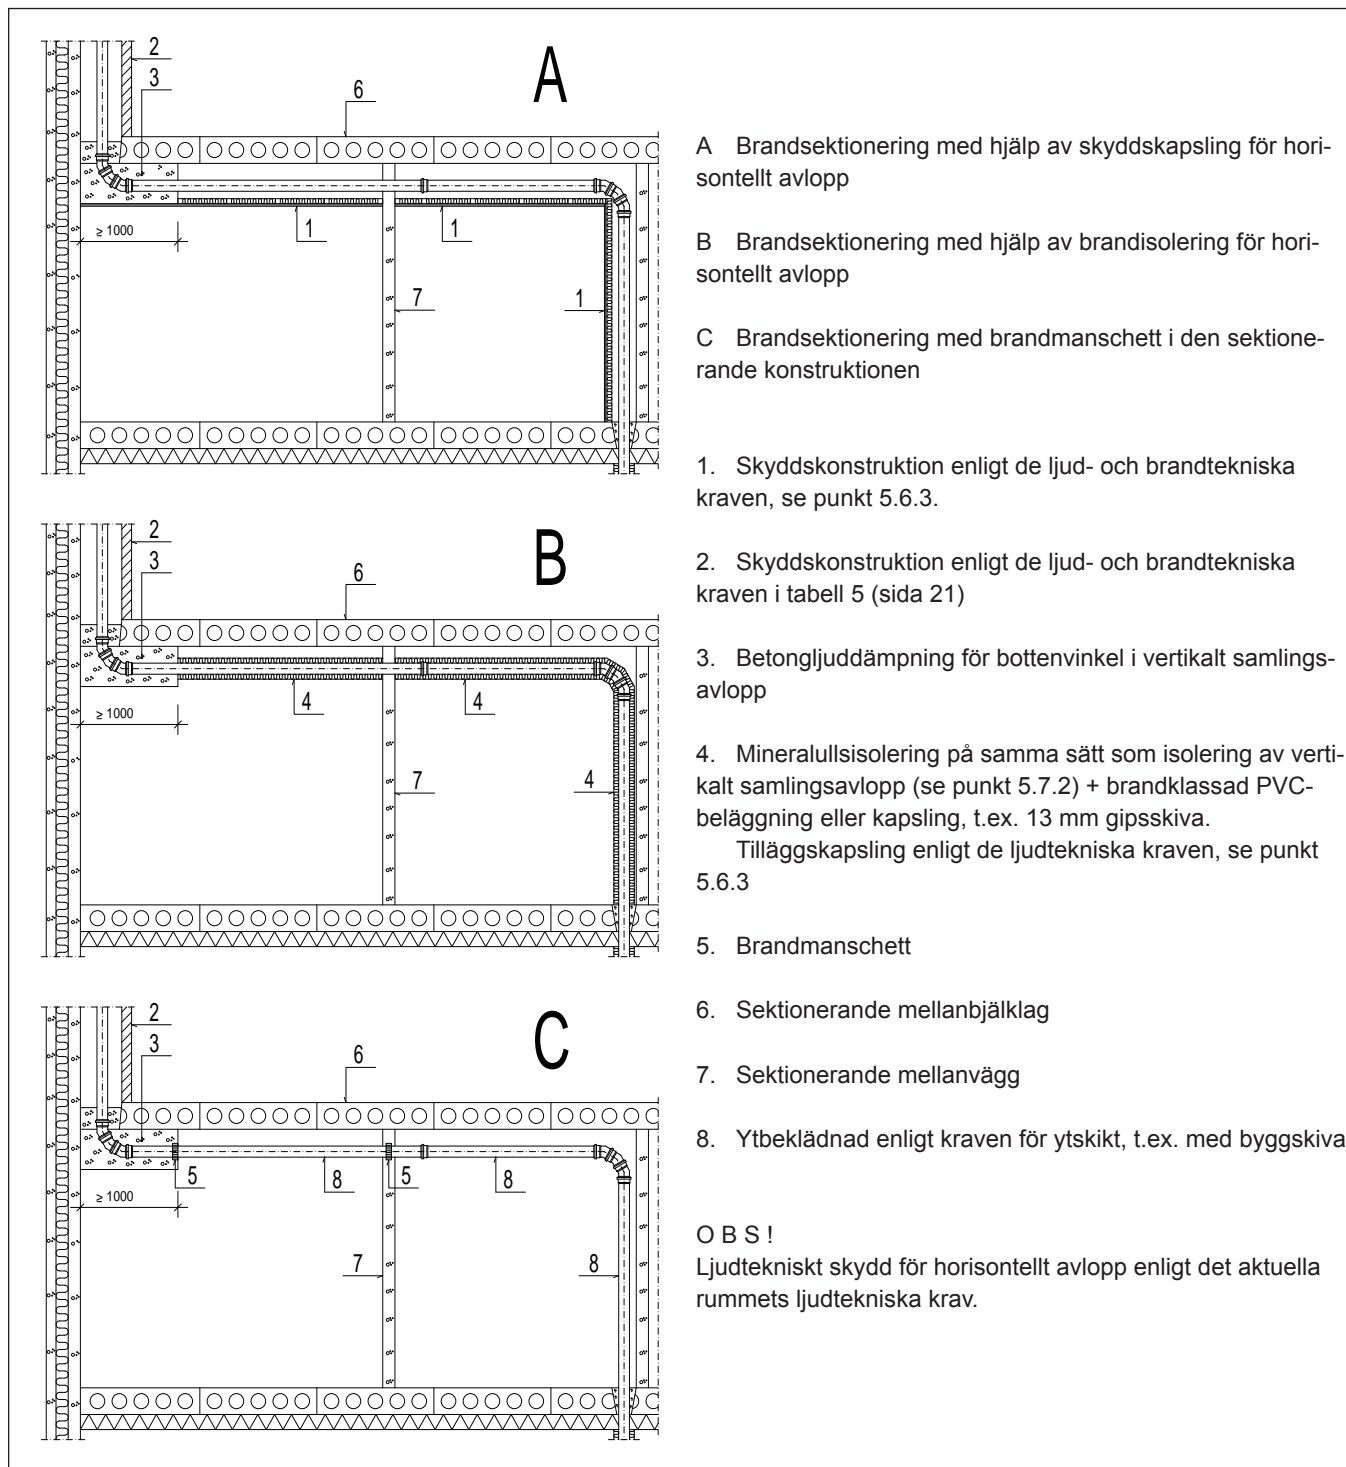 2
3
6
A
≥ 1000
1
1
7
1
2
3
6
B
≥ 1000
4
4
7
4
2
3
6
C
≥ 1000
5
8
5
8
7
8
A Brandsektionering med hjälp av skyddskapsling för hori-
sontellt avlopp
B Brandsektionering med hjälp av brandisolering för hori-
sontellt avlopp
C Brandsektionering med brandmanschett i den sektione-
rande konstruktionen
1. Skyddskonstruktion enligt de ljud- och brandtekniska
kraven, se punkt 5.6.3.
2. Skyddskonstruktion enligt de ljud- och brandtekniska
kraven i tabell 5 (sida 21)
3. Betongljuddämpning för bottenvinkel i vertikalt samlings-
avlopp
4. Mineralullsisolering på samma sätt som isolering av verti-
kalt samlingsavlopp (se punkt 5.7.2) + brandklassad PVC-
beläggning eller kapsling, t.ex. 13 mm gipsskiva.
Tilläggskapsling enligt de ljudtekniska kraven, se punkt
5.6.3
5. Brandmanschett
6. Sektionerande mellanbjälklag
7. Sektionerande mellanvägg
8. Ytbeklädnad enligt kraven för ytskikt, t.ex. med byggskiva
O B S !
Ljudtekniskt skydd för horisontellt avlopp enligt det aktuella
rummets ljudtekniska krav.